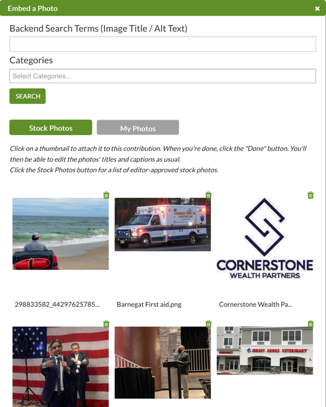 Embed a Photo
×
Backend Search Terms (Image Title / Alt Text)
Categories
Select Categories...
SEARCH
Stock Photos
My Photos
Click on a thumbnail to attach it to this contribution. When you're done, click the "Done" button. You'll
then be able to edit the photos' titles and captions as usual.
Click the Stock Photos button for a list of editor-approved stock photos.
CORNERSTONE
WEALTH PARTNERS
298833582_44297625785...
Barnegat First aid.png
Cornerstone Wealth Pa...